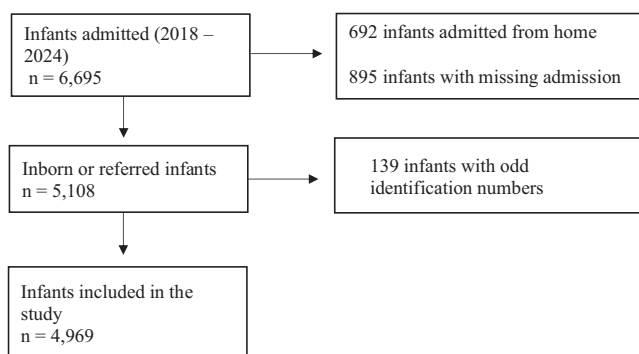 Infants admitted (2018 –
2024)
n = 6,695
692 infants admitted from home
895 infants with missing admission
Inborn or referred infants
n = 5,108
139 infants with odd
identification numbers
Infants included in the
study
n = 4,969